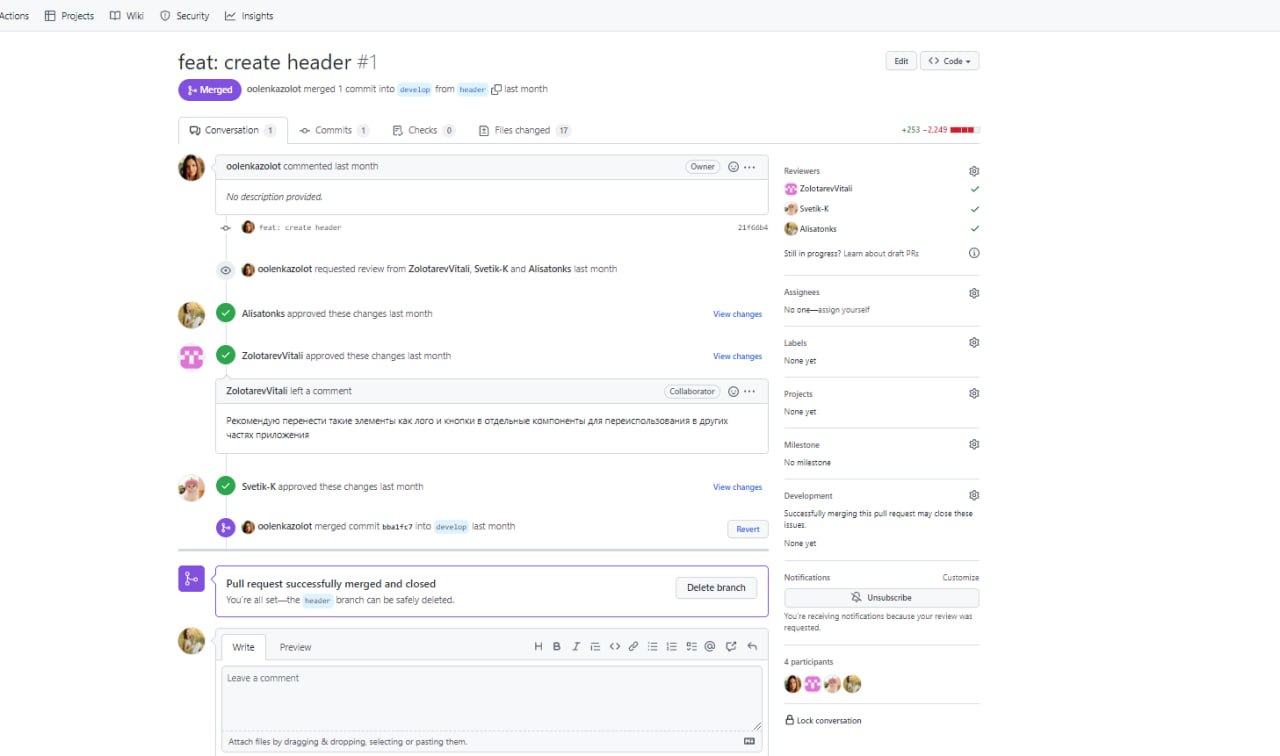 Actions Projects Wiki Security Insights
feat: create header #1
Edit
Code
Merged oolenkazolot merged 1 commit into develop from header last month
Conversation 1 Commits 1 Checks 0 Files changed 17
+253 −2,249
oolenkazolot commented last month
Owner
No description provided.
feat: create header 21f66b4
oolenkazolot requested review from ZolotarevVitali, Svetik-K and Alisatonks last month
Alisatonks approved these changes last month View changes
ZolotarevVitali approved these changes last month View changes
ZolotarevVitali left a comment Collaborator
Рекомендую перенести такие элементы как лого и кнопки в отдельные компоненты для переиспользования в других
частях приложения
Svetik-K approved these changes last month View changes
oolenkazolot merged commit bba1fc7 into develop last month Revert
Pull request successfully merged and closed
You're all set—the header branch can be safely deleted.
Delete branch
Write Preview
Leave a comment
Attach files by dragging & dropping, selecting or pasting them.
Reviewers
ZolotarevVitali
Svetik-K
Alisatonks
Still in progress? Learn about draft PRs
Assignees
No one—assign yourself
Labels
None yet
Projects
None yet
Milestone
No milestone
Development
Successfully merging this pull request may close these
issues.
None yet
Notifications Customize
Unsubscribe
You're receiving notifications because your review was
requested.
4 participants
Lock conversation